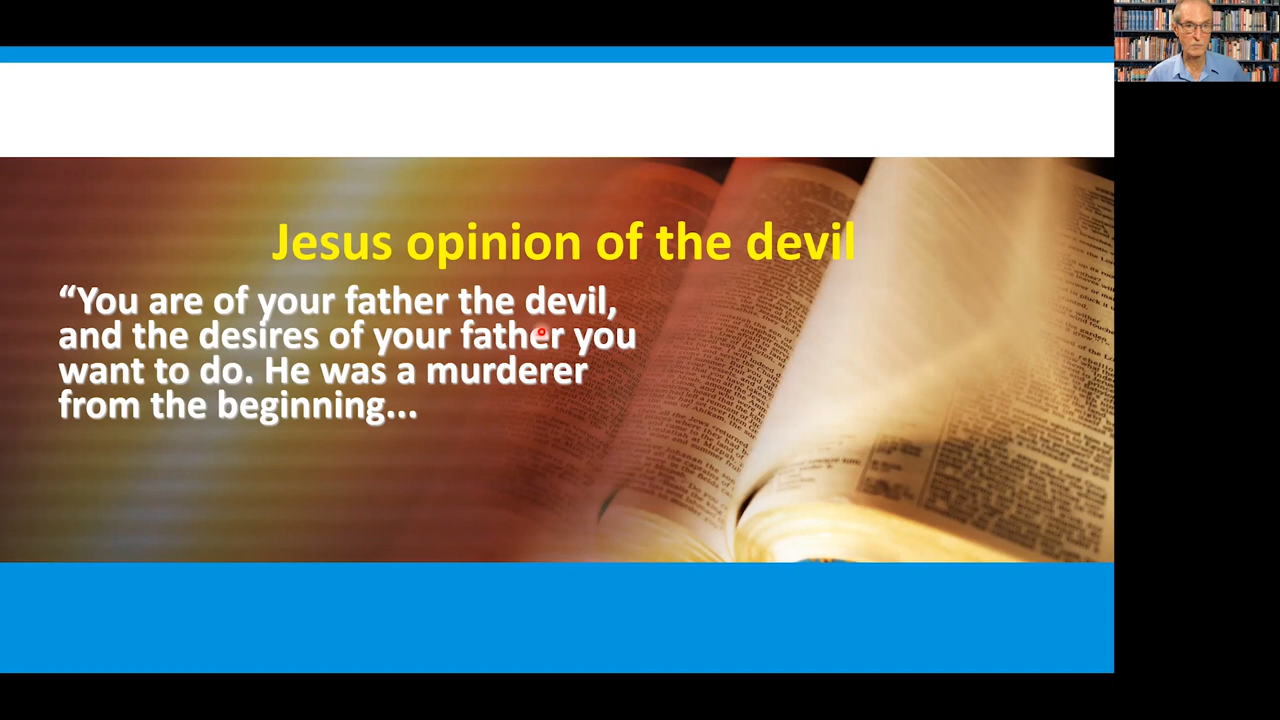 Jesus opinion of the devil
“You are of your father the devil,
and the desires of your father you
want to do. He was a murderer
from the beginning...